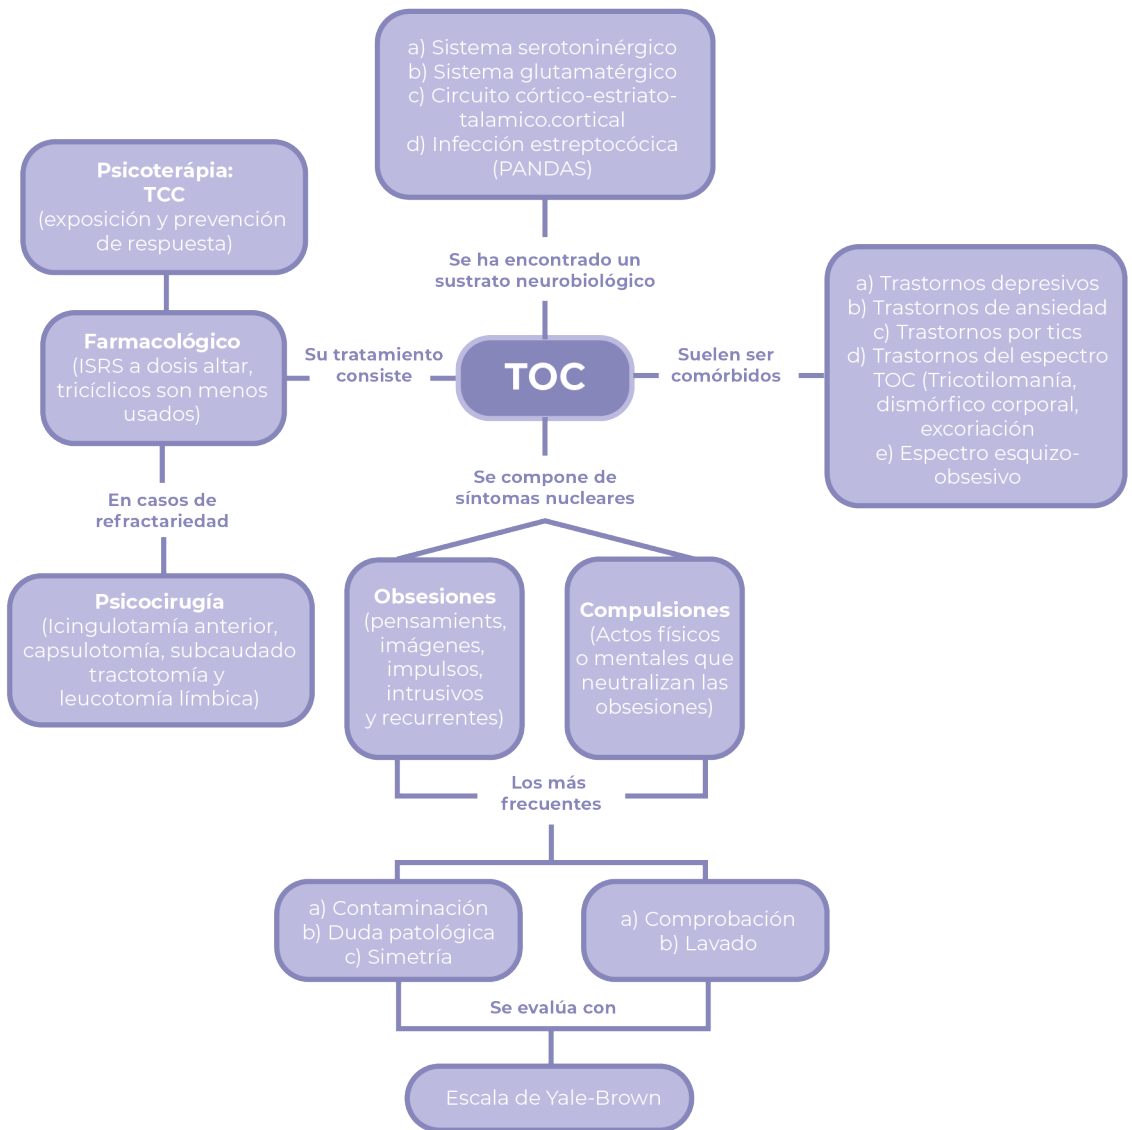 a) Sistema serotoninérgico
b) Sistema glutamatérgico
c) Circuito córtico-estriato-
talamico.cortical
d) Infección estreptocócica
(PANDAS)
Psicoterápia:
TCC
(exposición y prevención
de respuesta)
Se ha encontrado un
sustrato neurobiológico
a) Trastornos depresivos
b) Trastornos de ansiedad
c) Trastornos por tics
d) Trastornos del espectro
TOC (Tricotilomanía,
dismórfico corporal,
excoriación
e) Espectro esquizo-
obsesivo
Farmacológico
(ISRS a dosis altar,
tricíclicos son menos
usados)
Su tratamiento
consiste
TOC
Suelen ser
comórbidos
En casos de
refractariedad
Se compone de
síntomas nucleares
Psicocirugía
(Icingulotamía anterior,
capsulotomía, subcaudado
tractotomía y
leucotomía límbica)
Obsesiones
(pensamients,
imágenes,
impulsos,
intrusivos
y recurrentes)
Compulsiones
(Actos físicos
o mentales que
neutralizan las
obsesiones)
Los más
frecuentes
a) Contaminación
b) Duda patológica
c) Simetría
a) Comprobación
b) Lavado
Se evalúa con
Escala de Yale-Brown